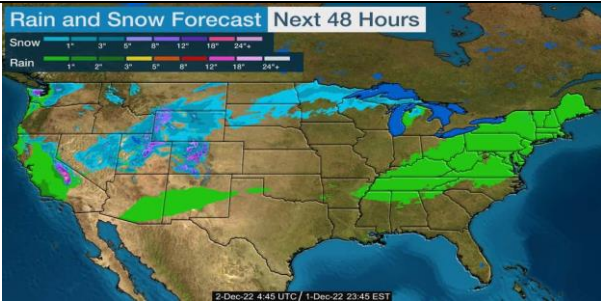 Rain and Snow Forecast Next 48 Hours
Snow 1" 3" 5" 8" 12" 18" 24"+
Rain 1" 2" 3" 5" 8" 12" 18" 24"+
2-Dec-22 4:45 UTC / 1-Dec-22 23:45 EST